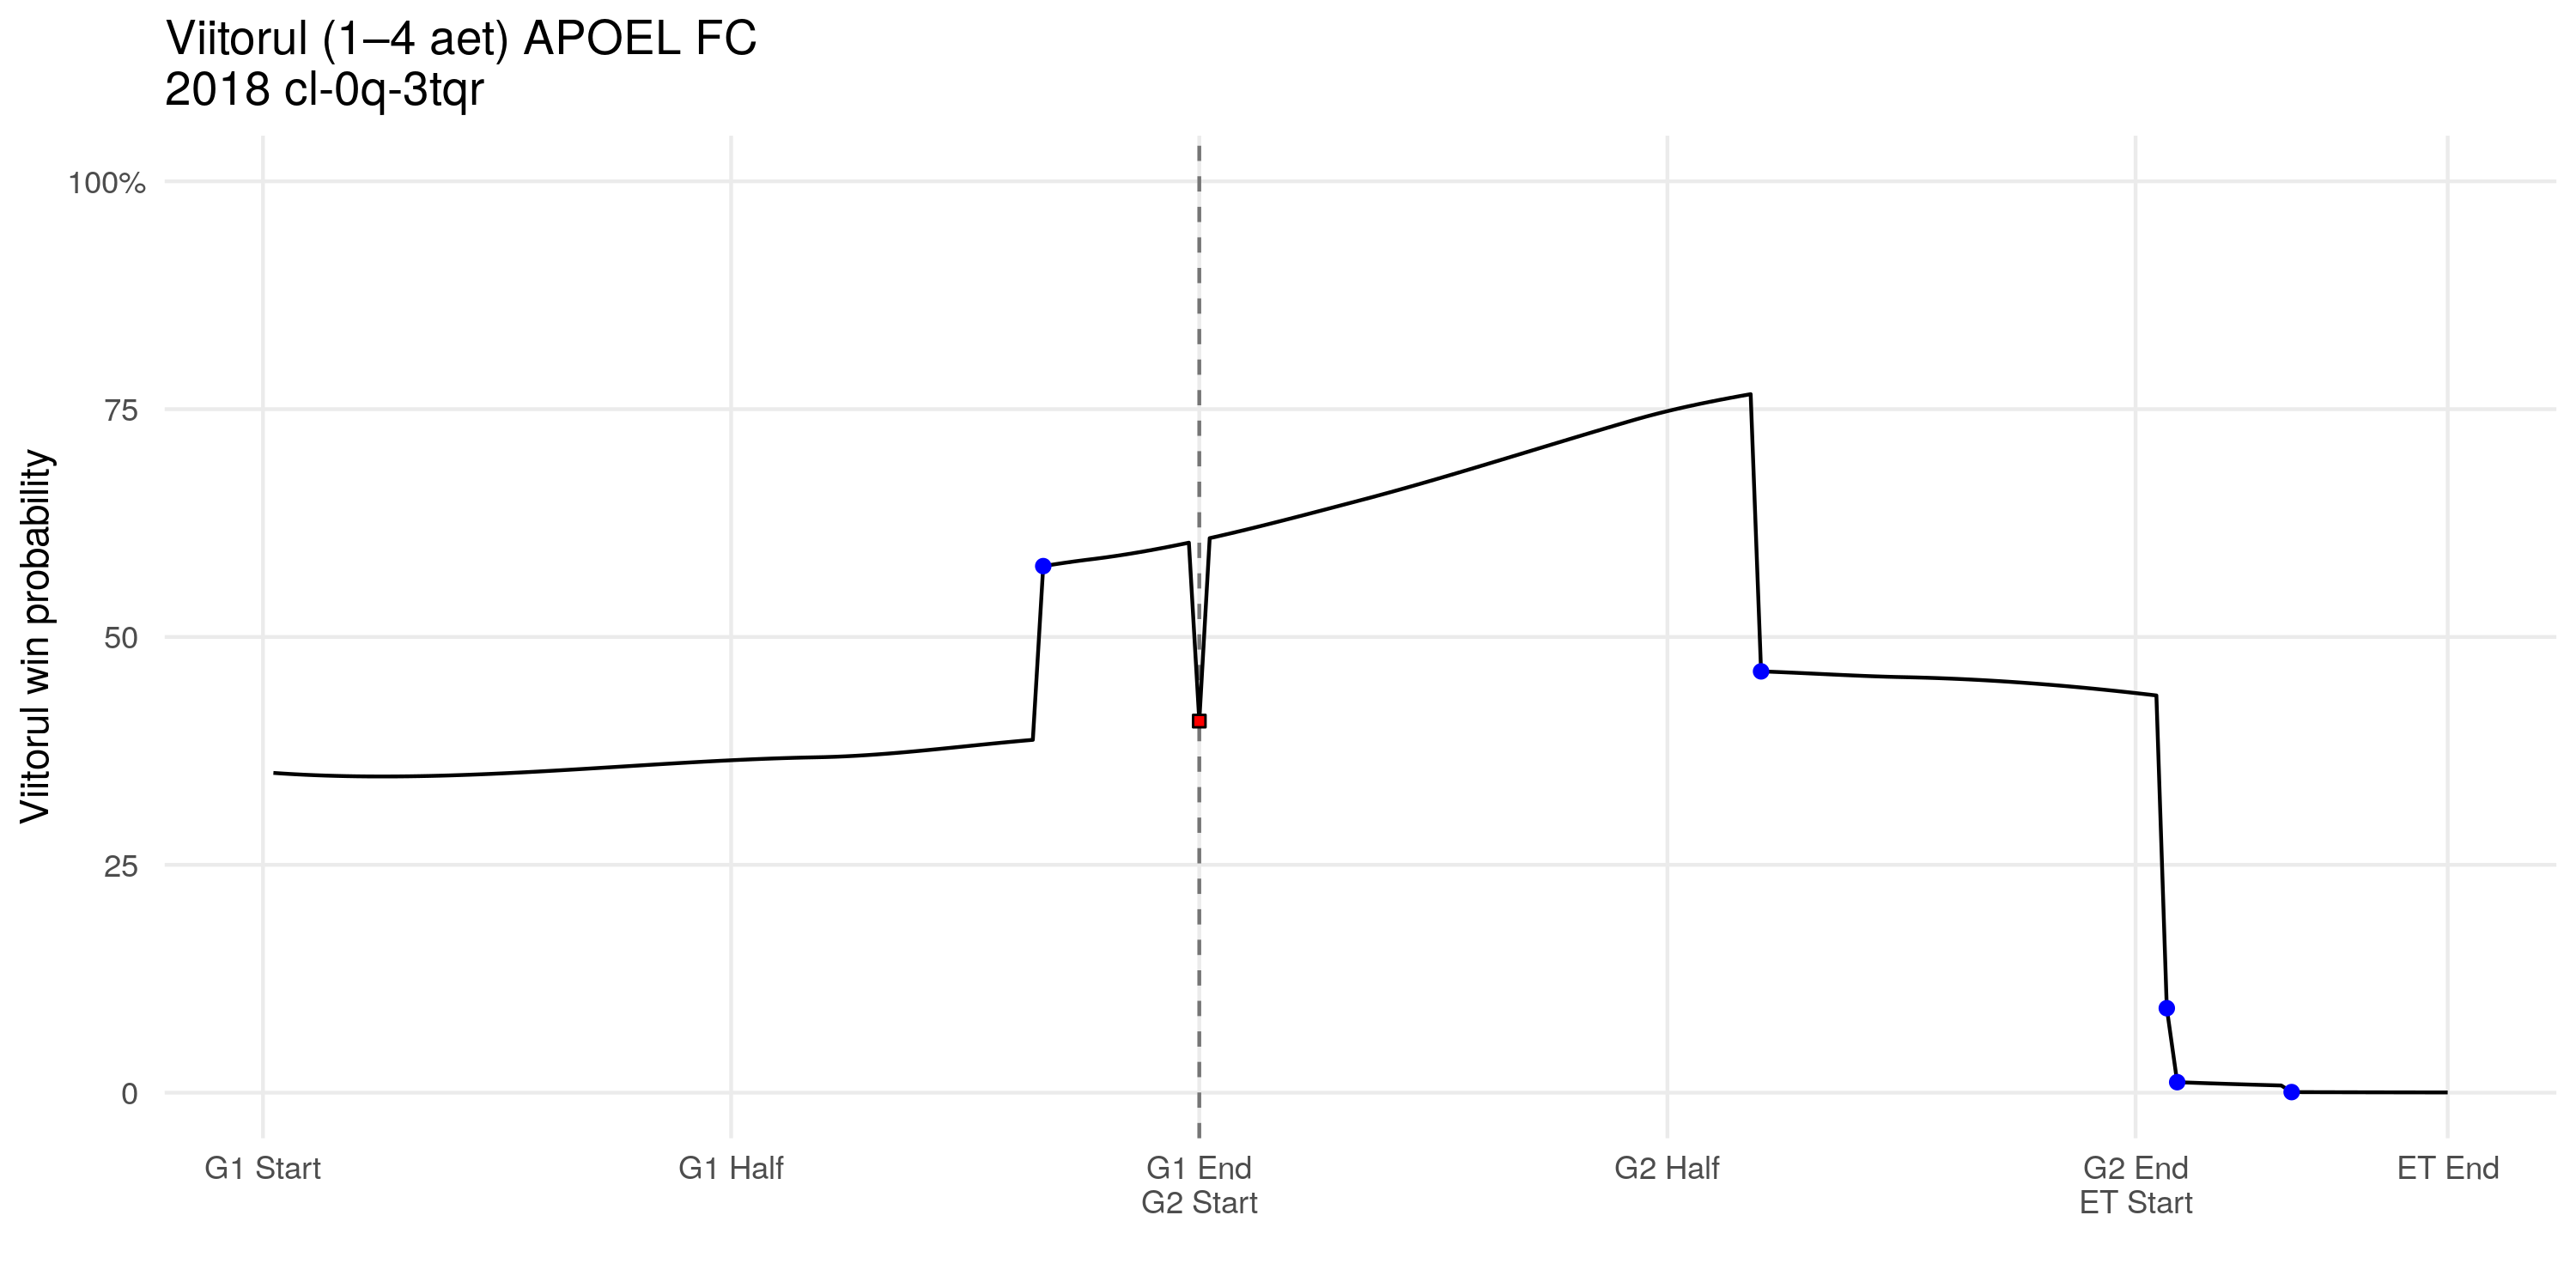 Viitorul (1–4 aet) APOEL FC
2018 cl-0q-3tqr
Viitorul win probability
100%
75
50
25
0
G1 Start
G1 Half
G1 End
G2 Start
G2 Half
G2 End
ET Start
ET End